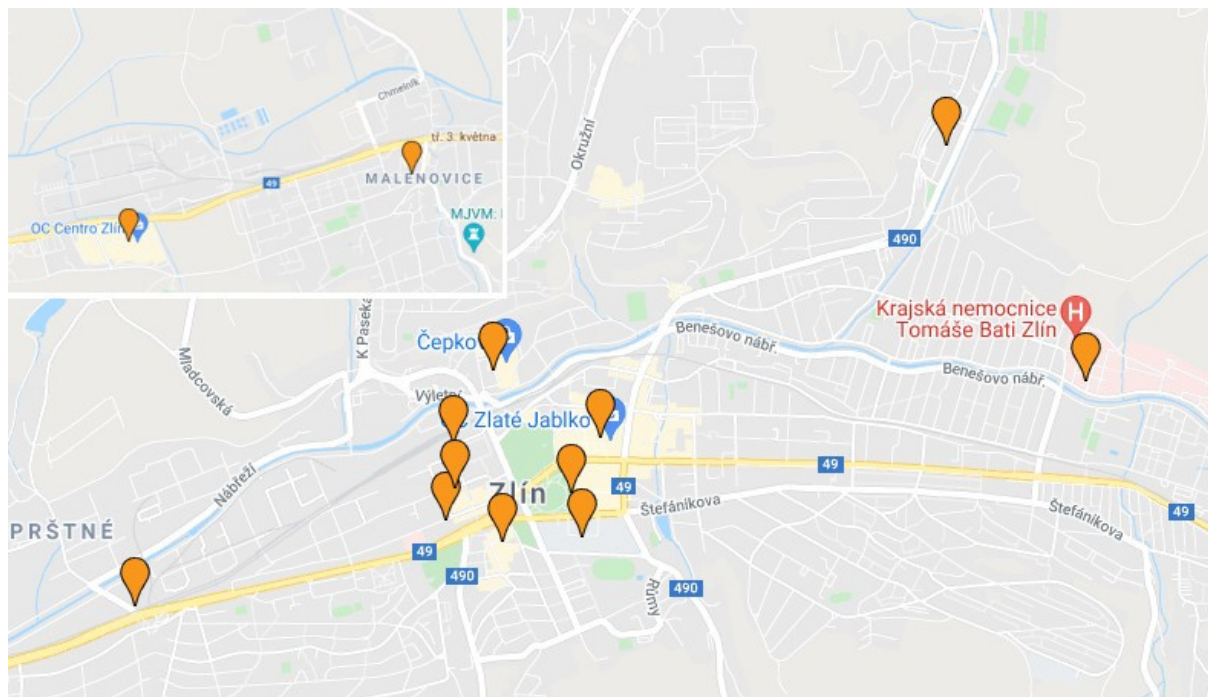 Chmelník
tř. 3. května
49
MALENOVICE
OC Centro Zlín
MJVM:
Okružní
490
Krajská nemocnice
Tomáše Bati Zlín
H
K Pasekám
Benešovo nábř.
Čepkov
Mladcovská
Benešovo nábř.
Výletní
Zlaté Jablko
49
Nábřeží
Zlín
49
Štefánikova
49
Štefánikova
PRŠTNÉ
49
490
Růmy
490